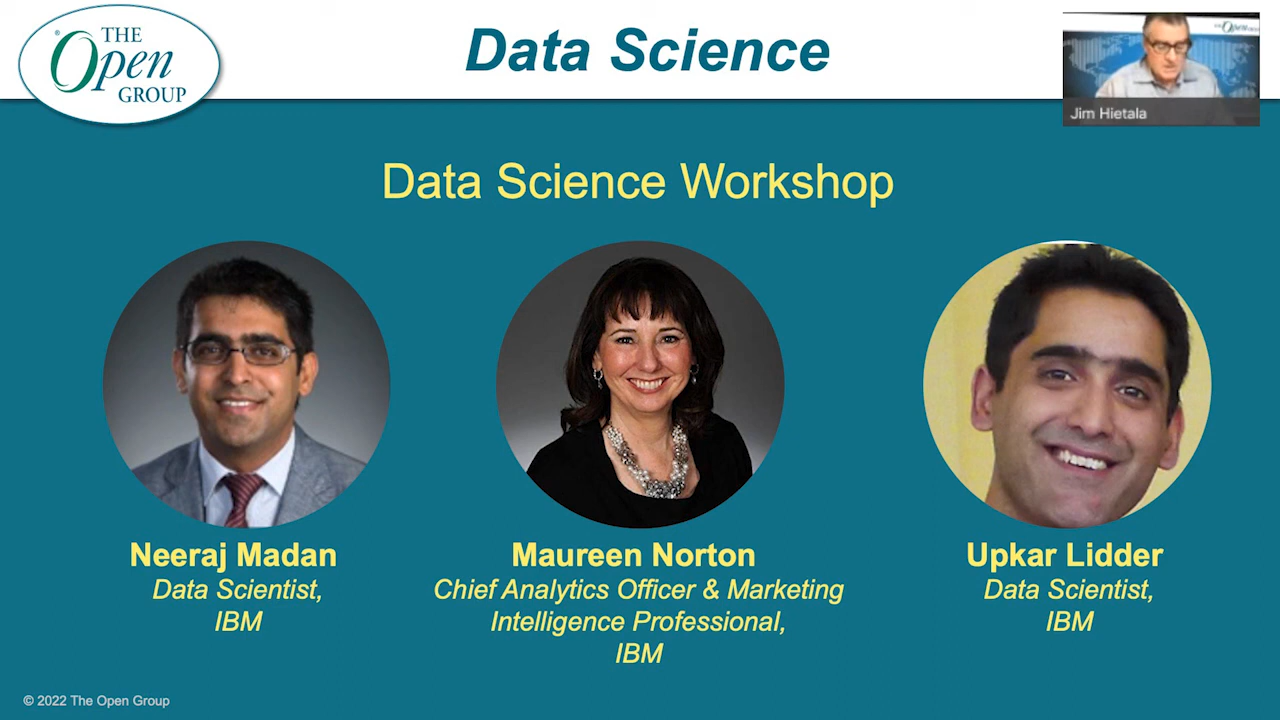 ® THE
Open
GROUP
Data Science
Jim Hietala
Data Science Workshop
Neeraj Madan
Data Scientist,
IBM
Maureen Norton
Chief Analytics Officer & Marketing
Intelligence Professional,
IBM
Upkar Lidder
Data Scientist,
IBM
© 2022 The Open Group